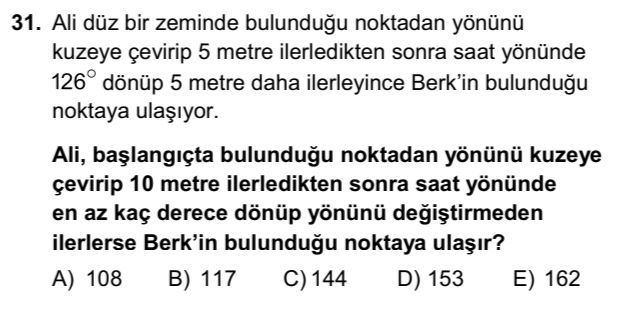 31. Ali düz bir zeminde bulunduğu noktadan yönünü
kuzeye çevirip 5 metre ilerledikten sonra saat yönünde
126° dönüp 5 metre daha ilerleyince Berk'in bulunduğu
noktaya ulaşıyor.
Ali, başlangıçta bulunduğu noktadan yönünü kuzeye
çevirip 10 metre ilerledikten sonra saat yönünde
en az kaç derece dönüp yönünü değiştirmeden
ilerlerse Berk'in bulunduğu noktaya ulaşır?
A) 108 B) 117 C) 144 D) 153 E) 162